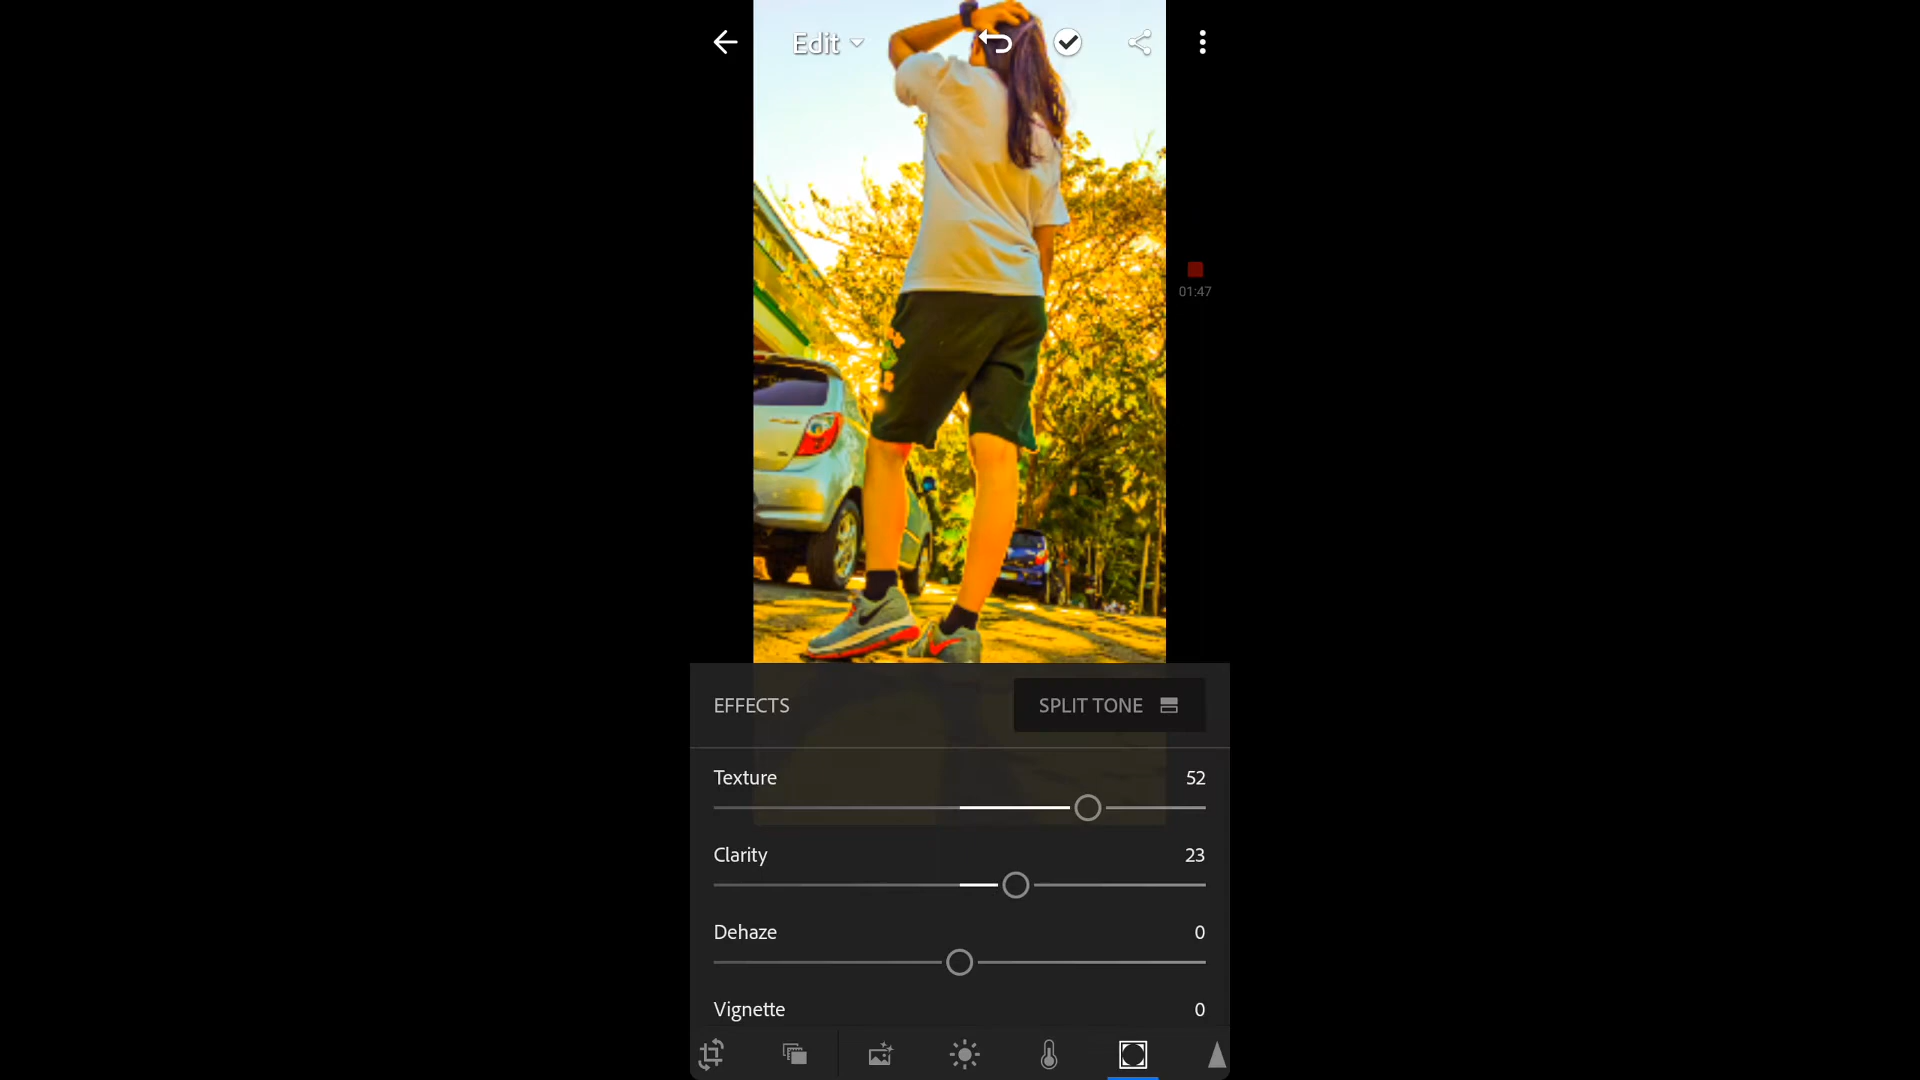 Edit
01:47
EFFECTS
SPLIT TONE
Texture 52
Clarity 23
Dehaze 0
Vignette 0